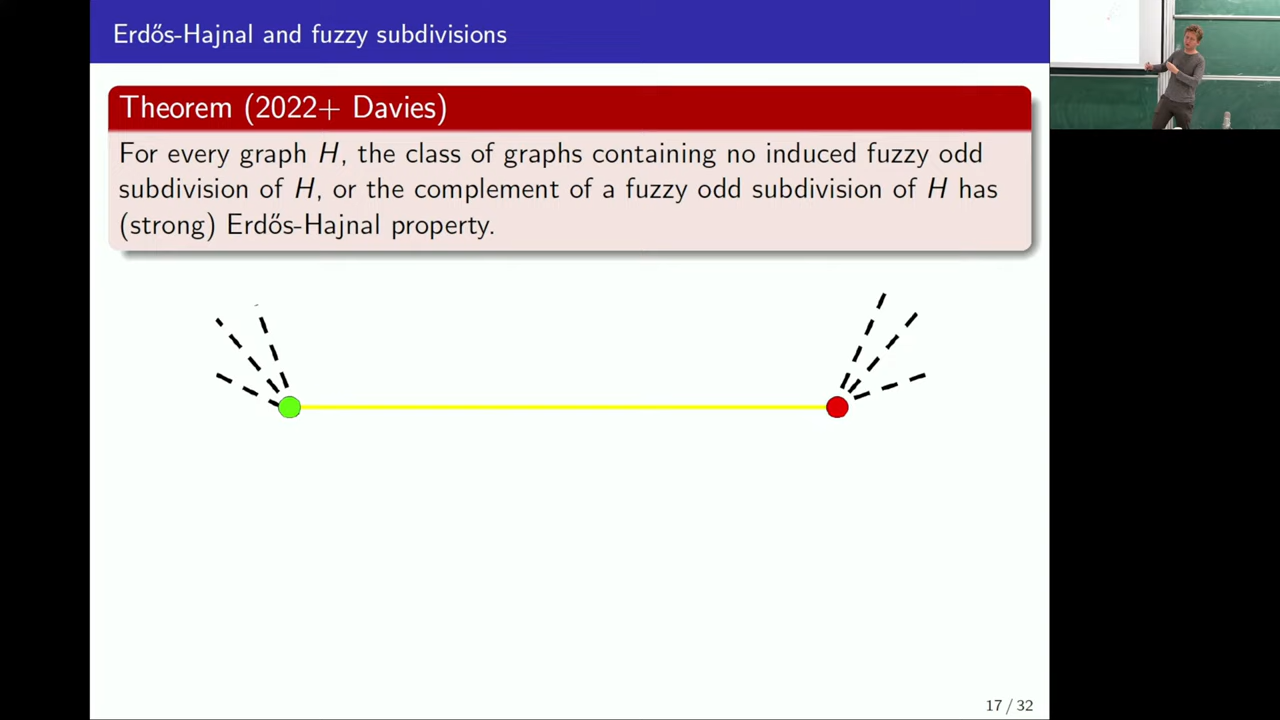 Erdős-Hajnal and fuzzy subdivisions
Theorem (2022+ Davies)
For every graph H, the class of graphs containing no induced fuzzy odd
subdivision of H, or the complement of a fuzzy odd subdivision of H has
(strong) Erdős-Hajnal property.
17 / 32